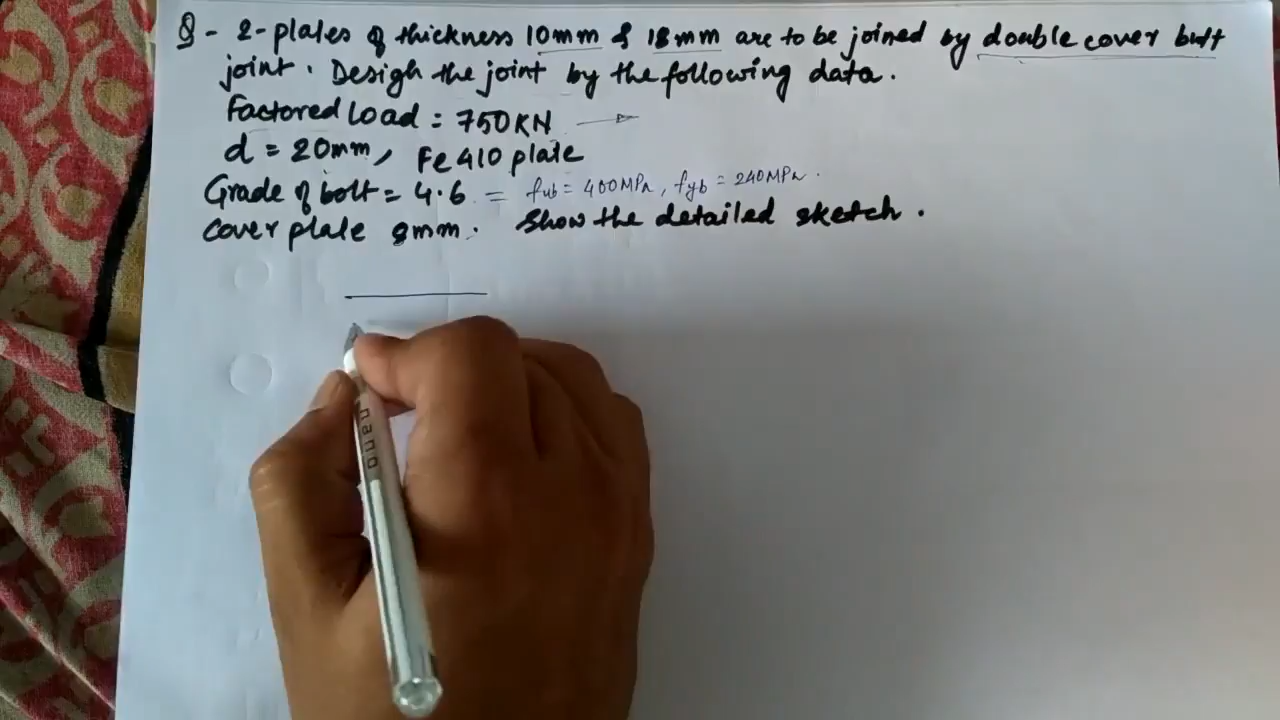 Q - 2-plates of thickness 10mm & 18mm are to be joined by double cover butt
joint. Design the joint by the following data.
Factored Load = 750KN
d = 20mm, Fe410 plate
Grade of bolt = 4.6 = fub = 400MPa, fyb = 240MPa.
Cover plate 8mm. Show the detailed sketch.
nano